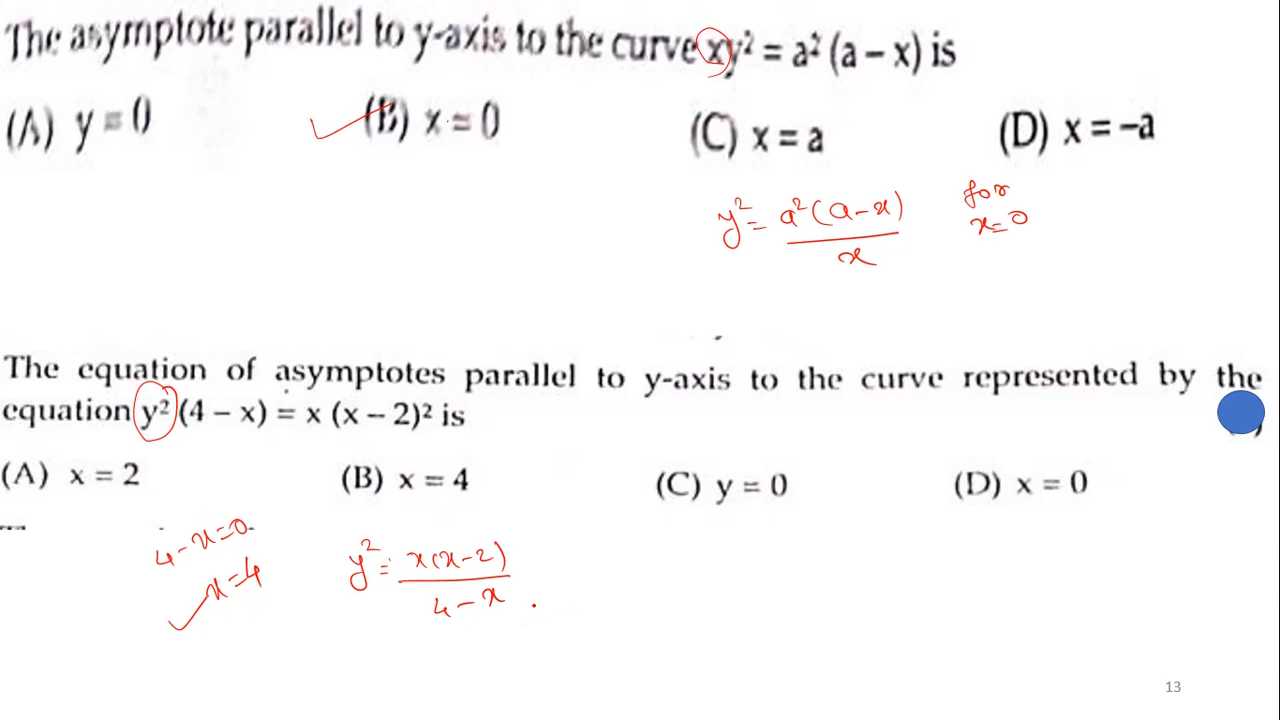 The asymptote parallel to y-axis to the curve xy² = a² (a – x) is
(A) y = 0 (B) x = 0 (C) x = a (D) x = –a
y² = a²(a-x) / x for x=0
The equation of asymptotes parallel to y-axis to the curve represented by the
equation y² (4 – x) = x (x – 2)² is
(A) x = 2 (B) x = 4 (C) y = 0 (D) x = 0
4-x=0
x=4
y² = x(x-2) / 4-x
13